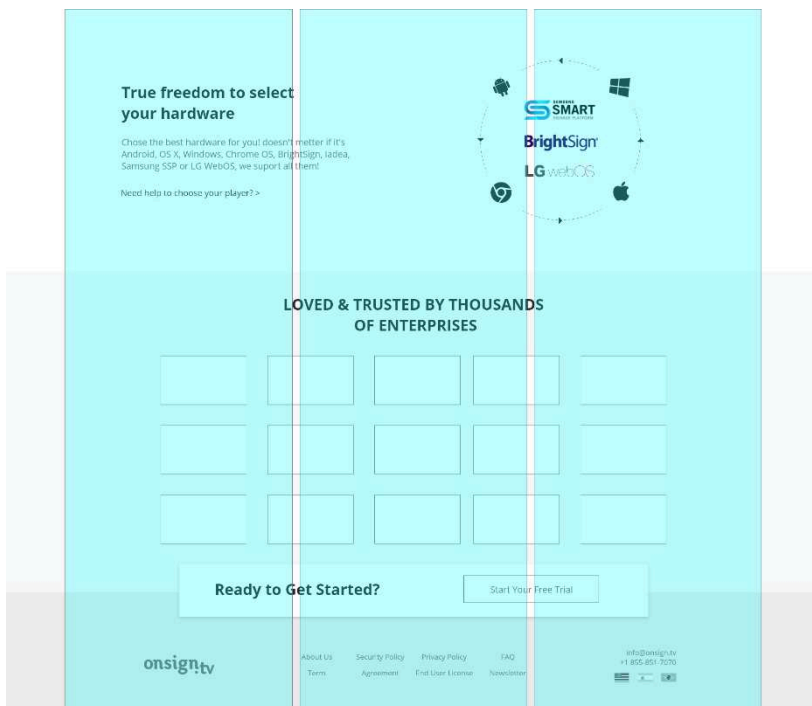 True freedom to select
your hardware
Chose the best hardware for you! doesn't metter if it's
Android, OS X, Windows, Chrome OS, BrightSign, Iadea,
Samsung SSP or LG WebOS, we suport all them!
Need help to choose your player? >
SAMSUNG
SMART
SIGNAGE PLATFORM
BrightSign
LG webOS
LOVED & TRUSTED BY THOUSANDS
OF ENTERPRISES
Ready to Get Started?
Start Your Free Trial
onsign.tv
About Us Security Policy Privacy Policy FAQ
Term Agreement End User License Newsletter
info@onsign.tv
+1 855-851-7070